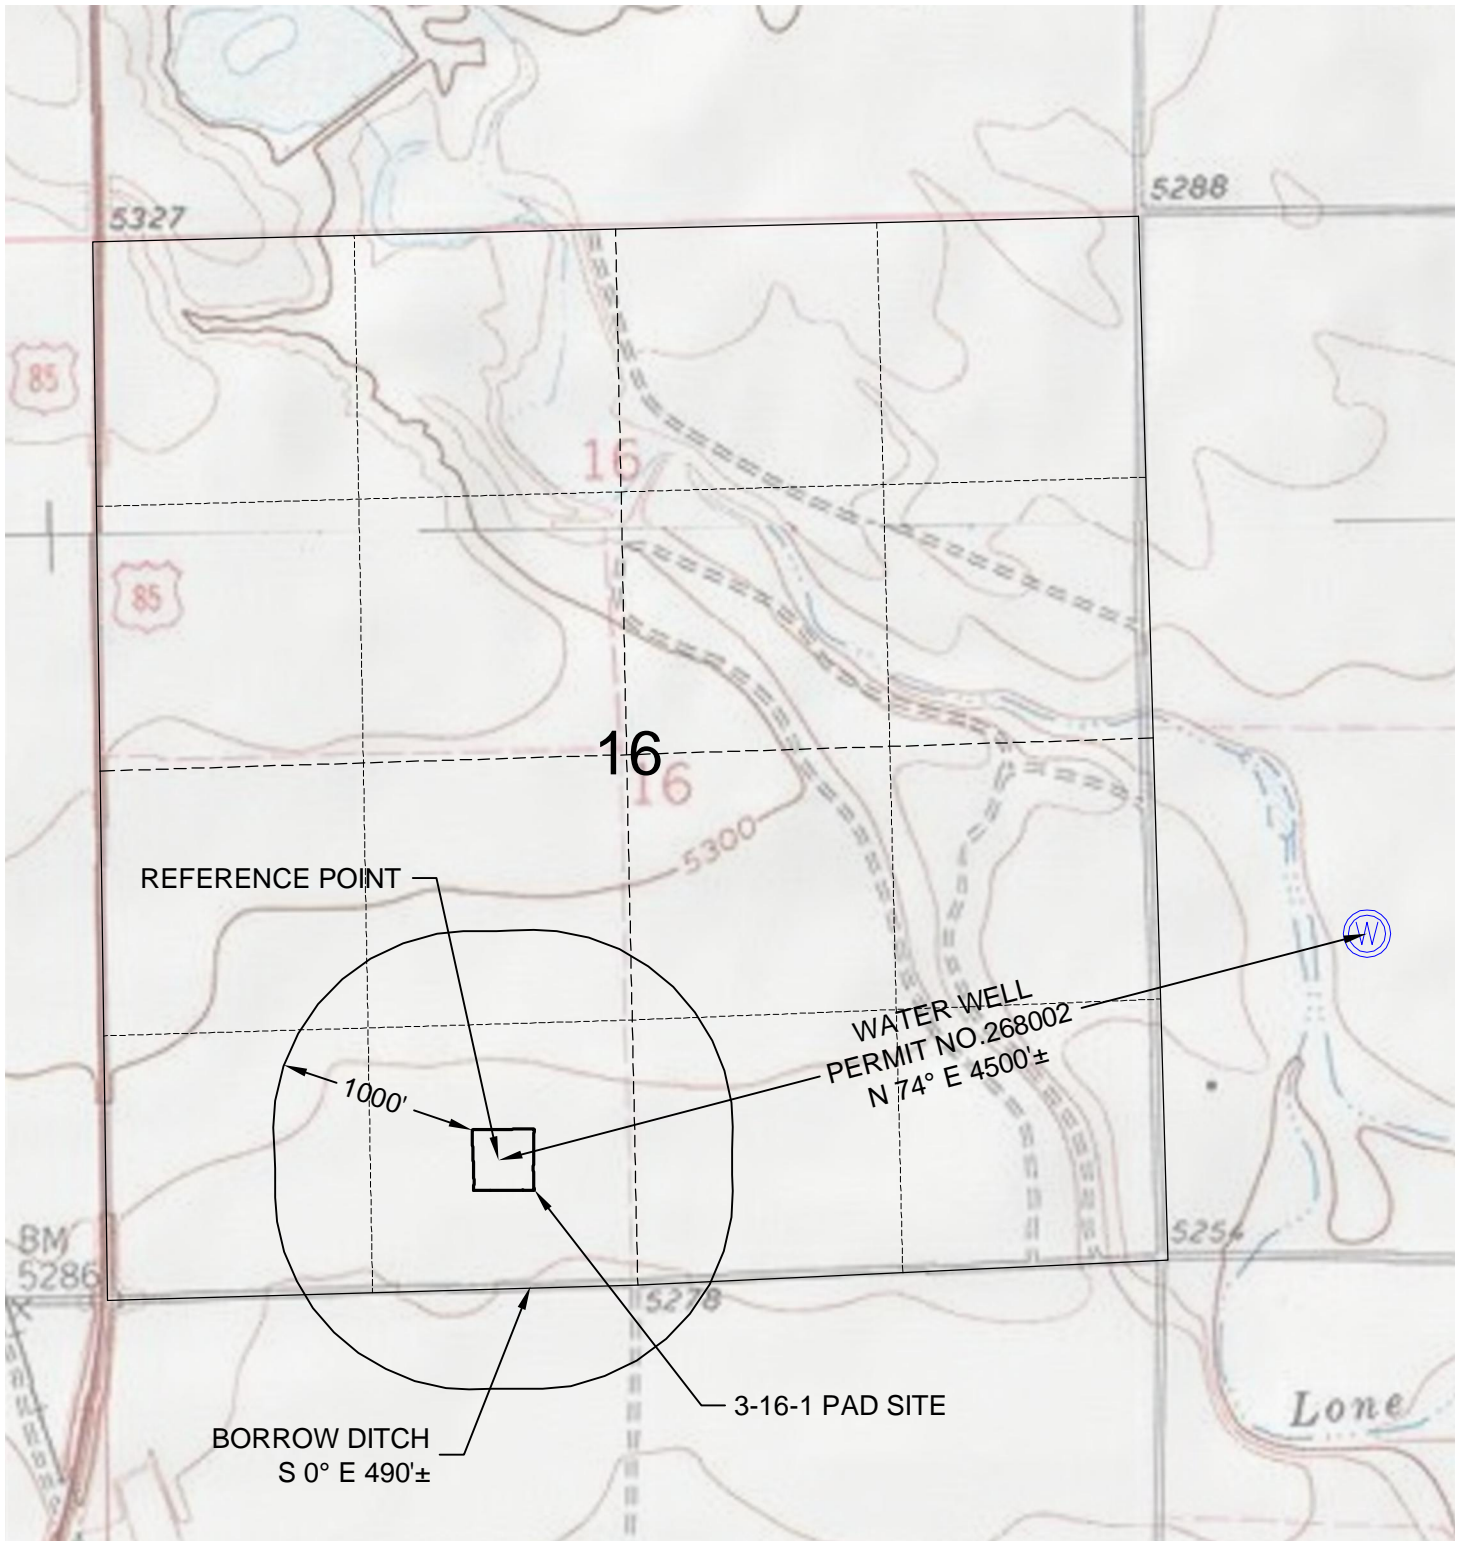 5288
5327
85
16
85
16
16
5300
REFERENCE POINT
W
WATER WELL
PERMIT NO.268002
N 74° E 4500'±
1000'
BM
5286
5254
5278
3-16-1 PAD SITE
Lone
BORROW DITCH
S 0° E 490'±